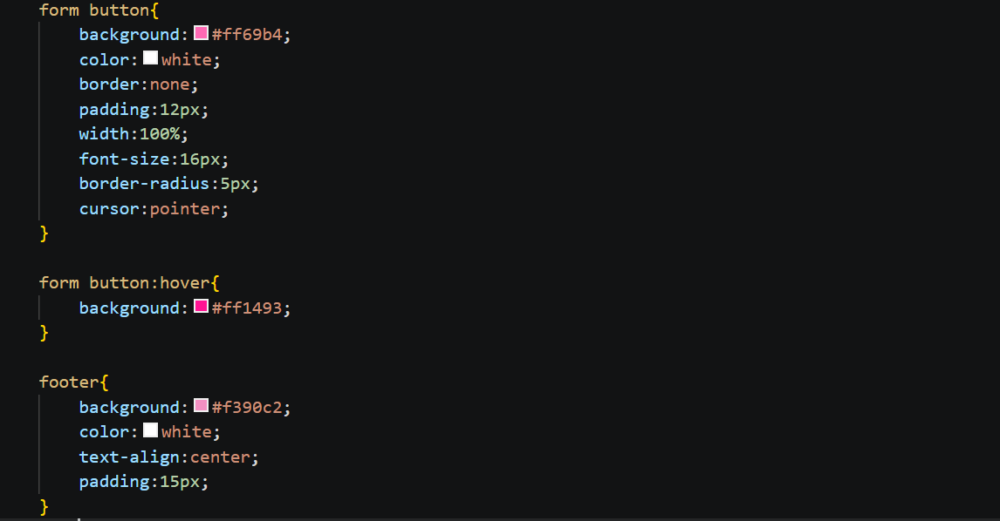 form button{
    background:#ff69b4;
    color:white;
    border:none;
    padding:12px;
    width:100%;
    font-size:16px;
    border-radius:5px;
    cursor:pointer;
}

form button:hover{
    background:#ff1493;
}

footer{
    background:#f390c2;
    color:white;
    text-align:center;
    padding:15px;
}